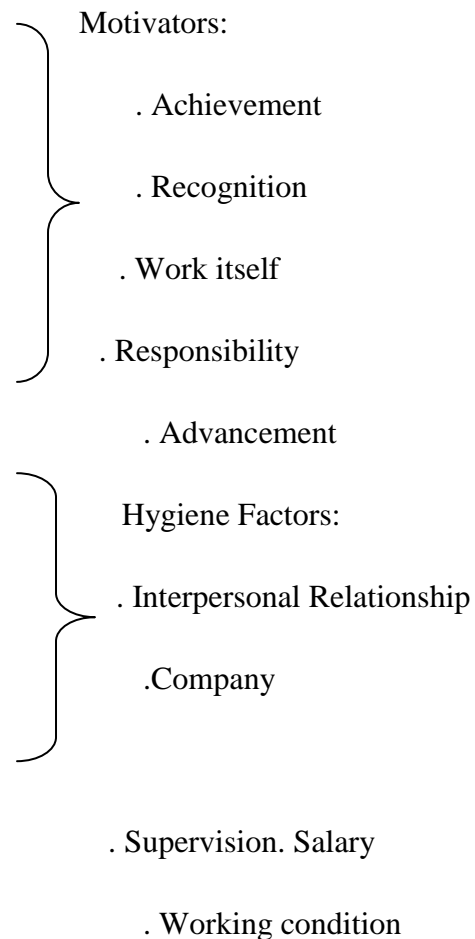 Motivators:
. Achievement
. Recognition
. Work itself
. Responsibility
. Advancement
Hygiene Factors:
. Interpersonal Relationship
.Company
. Supervision. Salary
. Working condition